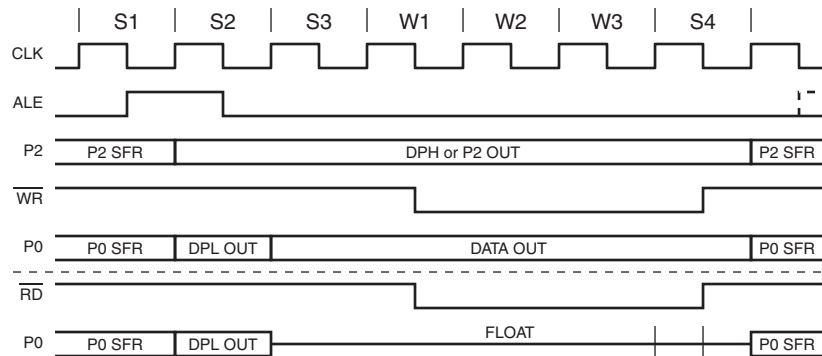 S1 S2 S3 W1 W2 W3 S4
CLK
ALE
P2 P2 SFR DPH or P2 OUT P2 SFR
WR
P0 P0 SFR DPL OUT DATA OUT P0 SFR
RD
P0 P0 SFR DPL OUT FLOAT P0 SFR